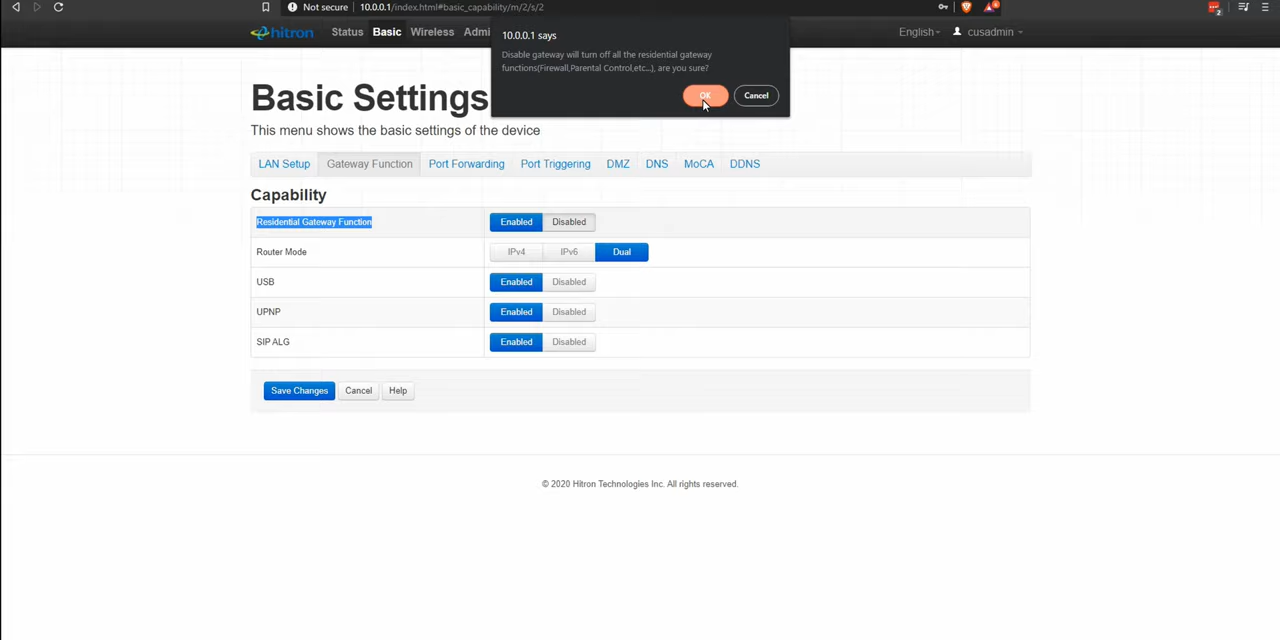 Not secure 10.0.0.1/index.html#basic_capability/m/2/s/2
hitron Status Basic Wireless Admi English cusadmin
10.0.0.1 says
Disable gateway will turn off all the residential gateway
functions(Firewall,Parental Control,etc...), are you sure?
OK Cancel
Basic Settings
This menu shows the basic settings of the device
LAN Setup Gateway Function Port Forwarding Port Triggering DMZ DNS MoCA DDNS
Capability
Residential Gateway Function Enabled Disabled
Router Mode IPv4 IPv6 Dual
USB Enabled Disabled
UPNP Enabled Disabled
SIP ALG Enabled Disabled
Save Changes Cancel Help
© 2020 Hitron Technologies Inc. All rights reserved.